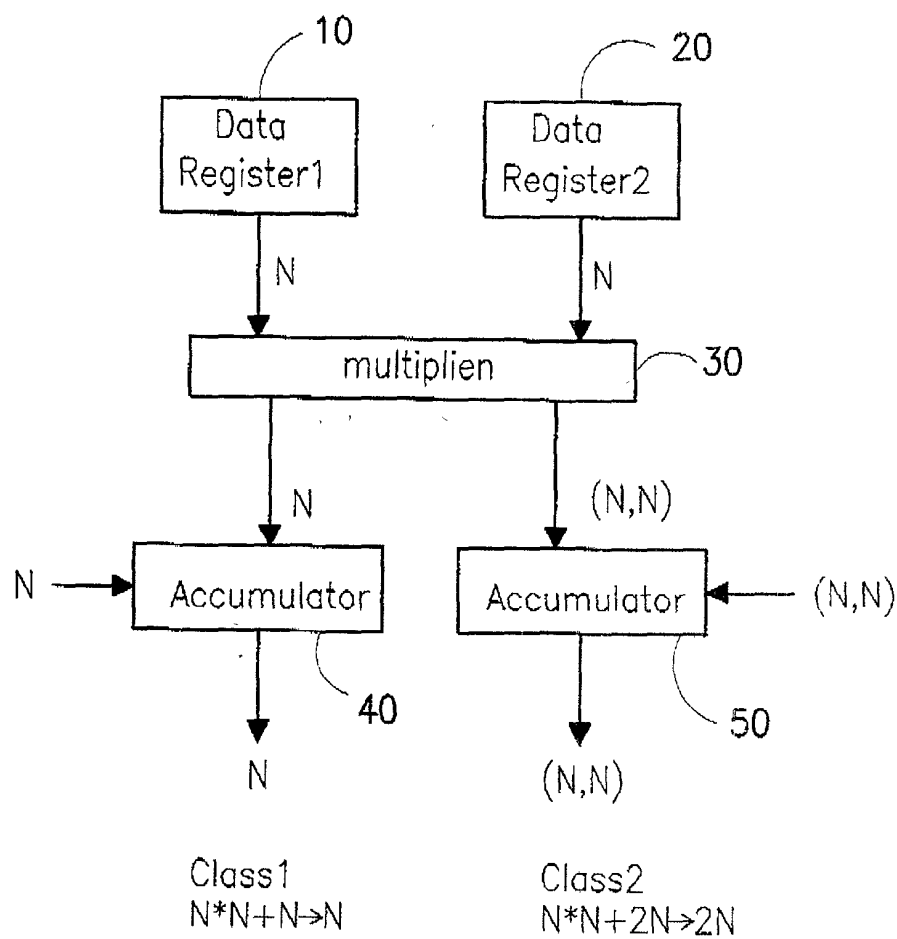 10
20
Data
Register1
Data
Register2
N
N
multiplien
30
N
(N,N)
N
Accumulator
Accumulator
(N,N)
40
50
N
(N,N)
Class1
N*N+N→N
Class2
N*N+2N→2N